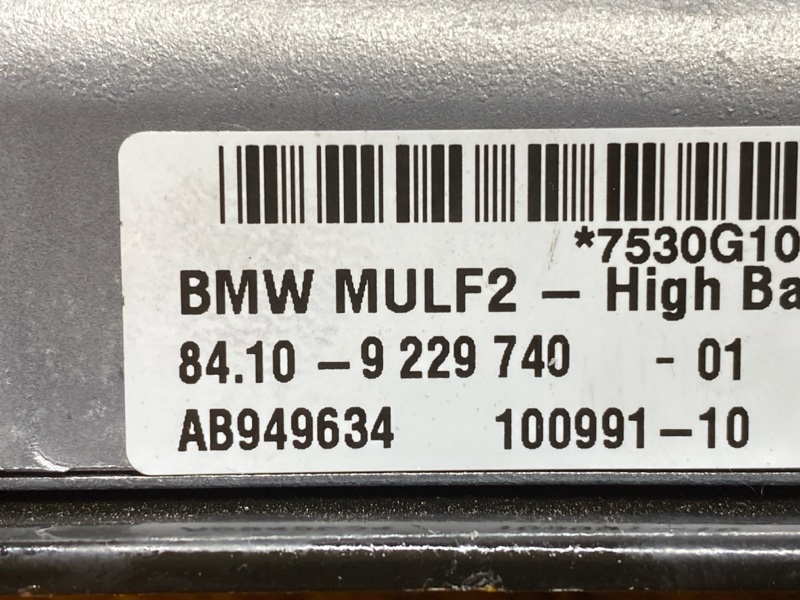 *7530G10
BMW MULF2 – High Ba
84.10 – 9 229 740 - 01
AB949634 100991–10